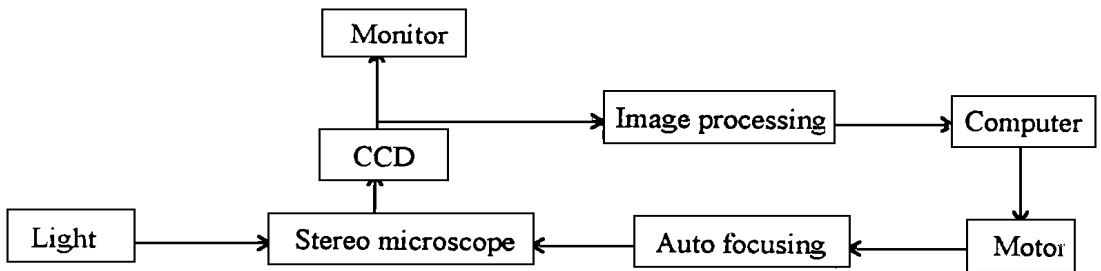 Monitor
Image processing
Computer
CCD
Light
Stereo microscope
Auto focusing
Motor